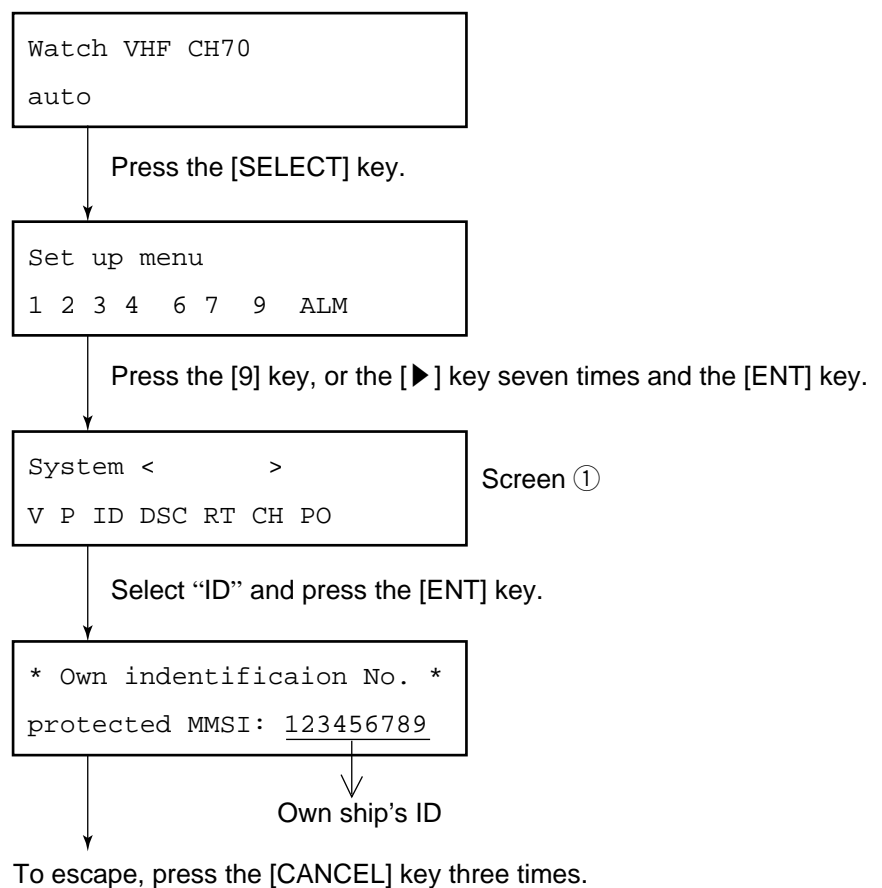 Watch VHF CH70
auto
Press the [SELECT] key.
Set up menu
1 2 3 4 6 7 9 ALM
Press the [9] key, or the [▶] key seven times and the [ENT] key.
System < >
V P ID DSC RT CH PO
Screen ①
Select “ID” and press the [ENT] key.
* Own indentificaion No. *
protected MMSI: 123456789
Own ship's ID
To escape, press the [CANCEL] key three times.